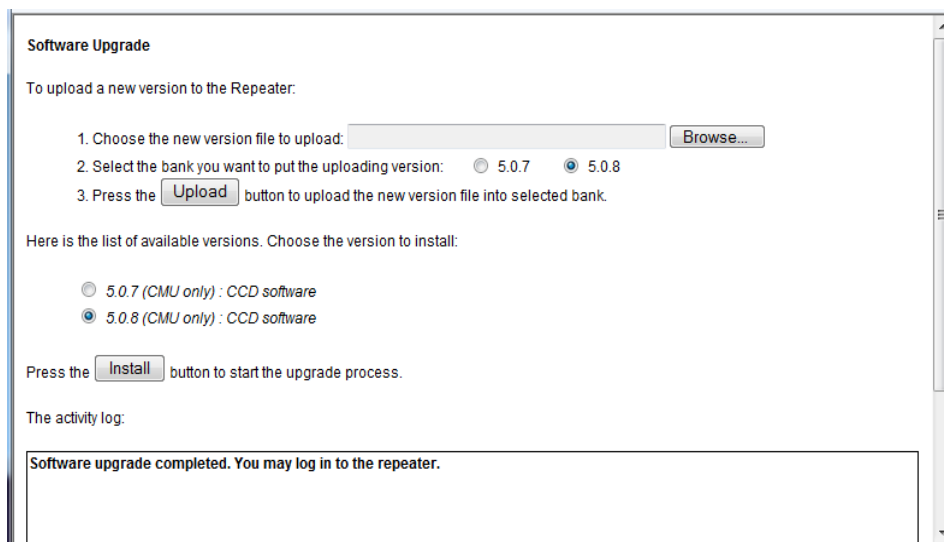 Software Upgrade
To upload a new version to the Repeater:
1. Choose the new version file to upload: Browse...
2. Select the bank you want to put the uploading version: 5.0.7 5.0.8
3. Press the Upload button to upload the new version file into selected bank.
Here is the list of available versions. Choose the version to install:
5.0.7 (CMU only) : CCD software
5.0.8 (CMU only) : CCD software
Press the Install button to start the upgrade process.
The activity log:
Software upgrade completed. You may log in to the repeater.